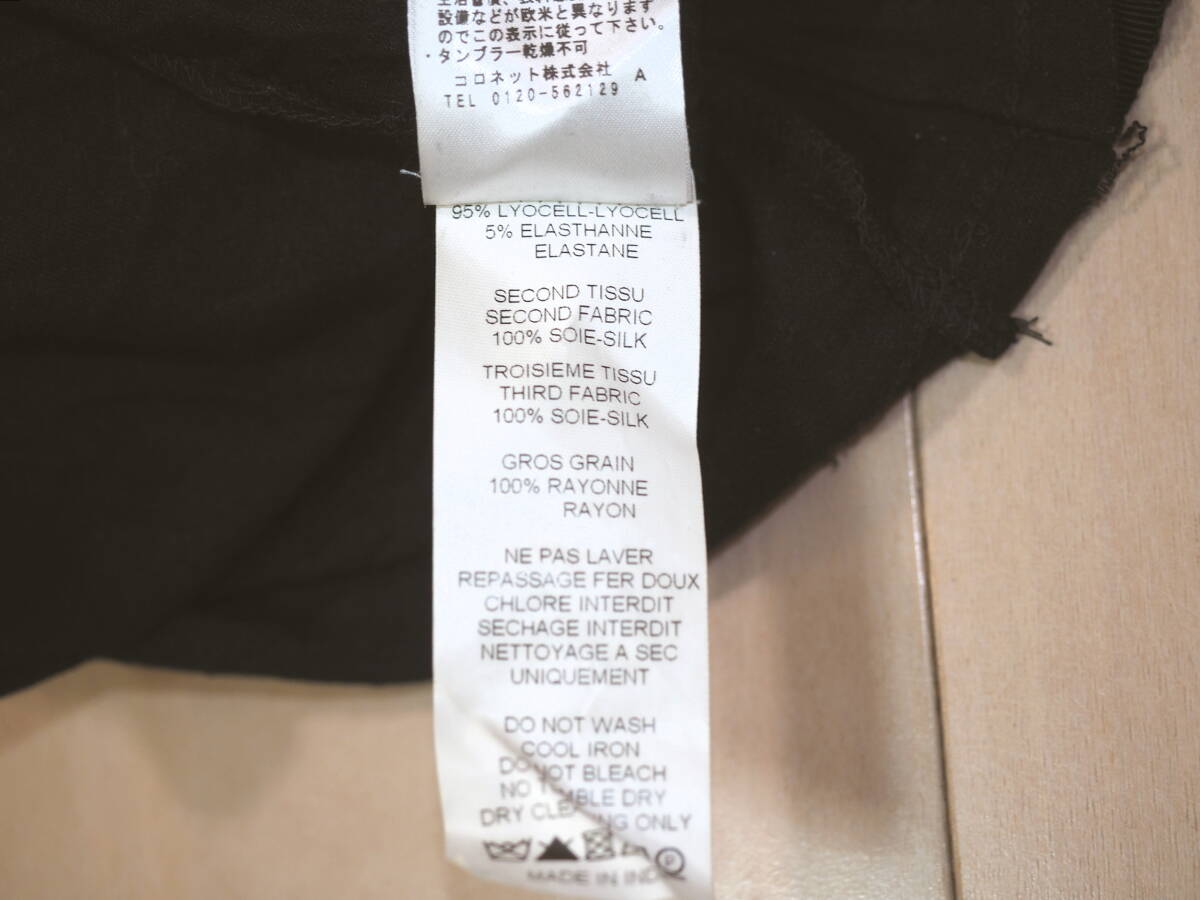 設備などが欧米と異なります
のでこの表示に従って下さい。
・タンブラー乾燥不可
コロネット株式会社 A
TEL 0120-562129
95% LYOCELL-LYOCELL
5% ELASTHANNE
ELASTANE
SECOND TISSU
SECOND FABRIC
100% SOIE-SILK
TROISIEME TISSU
THIRD FABRIC
100% SOIE-SILK
GROS GRAIN
100% RAYONNE
RAYON
NE PAS LAVER
REPASSAGE FER DOUX
CHLORE INTERDIT
SECHAGE INTERDIT
NETTOYAGE A SEC
UNIQUEMENT
DO NOT WASH
COOL IRON
DO NOT BLEACH
NO TUMBLE DRY
DRY CLEANING ONLY
P
MADE IN